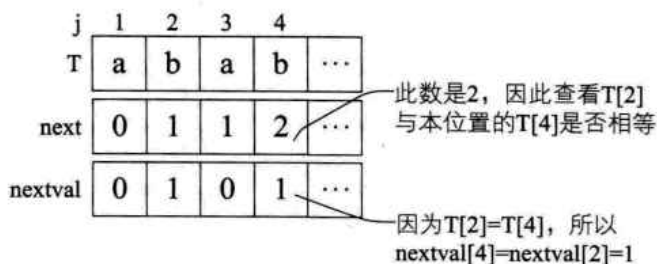 j 1 2 3 4
T a b a b …
此数是2，因此查看T[2]
与本位置的T[4]是否相等
next 0 1 1 2 …
nextval 0 1 0 1 …
因为T[2]=T[4]，所以
nextval[4]=nextval[2]=1